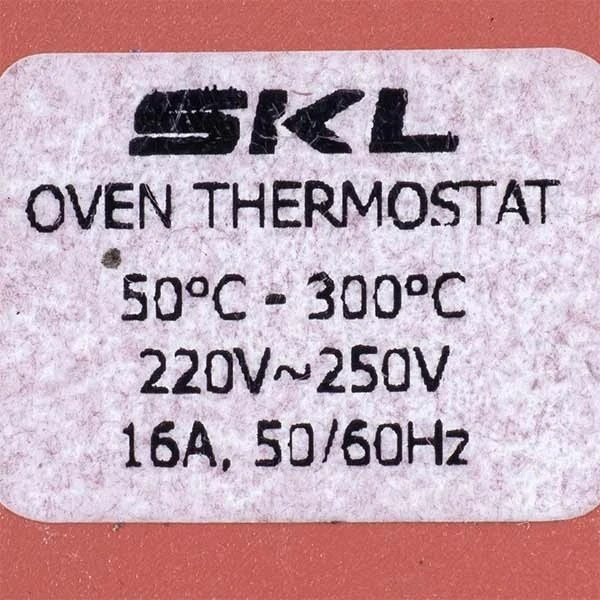 SKL
OVEN THERMOSTAT
50°C - 300°C
220V~250V
16A, 50/60Hz